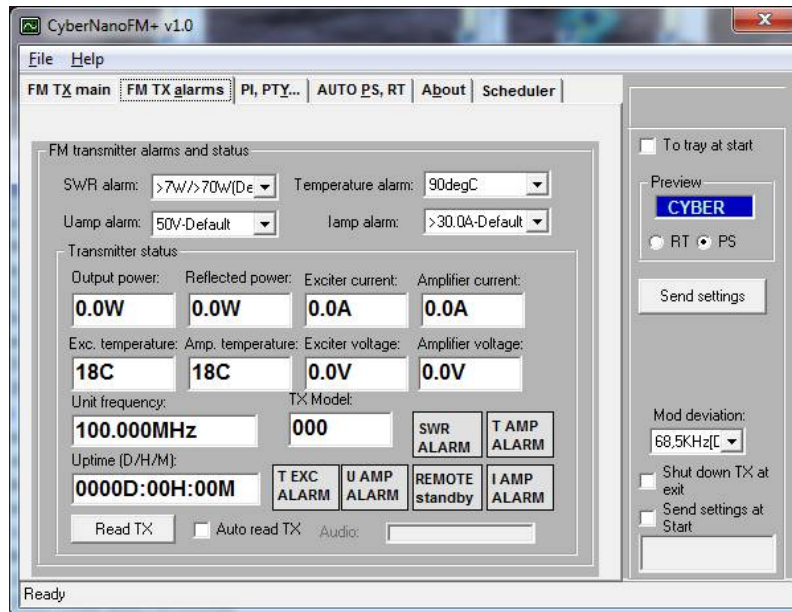 CyberNanoFM+ v1.0
File Help
FM TX main FM TX alarms PI, PTY... AUTO PS, RT About Scheduler
FM transmitter alarms and status
SWR alarm: >7W/>70W(De Temperature alarm: 90degC
Uamp alarm: 50V-Default Iamp alarm: >30.0A-Default
Transmitter status
Output power: Reflected power: Exciter current: Amplifier current:
0.0W 0.0W 0.0A 0.0A
Exc. temperature: Amp. temperature: Exciter voltage: Amplifier voltage:
18C 18C 0.0V 0.0V
Unit frequency: TX Model:
100.000MHz 000
SWR ALARM
T AMP ALARM
Uptime (D/H/M):
0000D:00H:00M
T EXC ALARM
U AMP ALARM
REMOTE standby
I AMP ALARM
Read TX Auto read TX Audio:
To tray at start
Preview
CYBER
RT PS
Send settings
Mod deviation:
68,5KHz[D
Shut down TX at
exit
Send settings at
Start
Ready